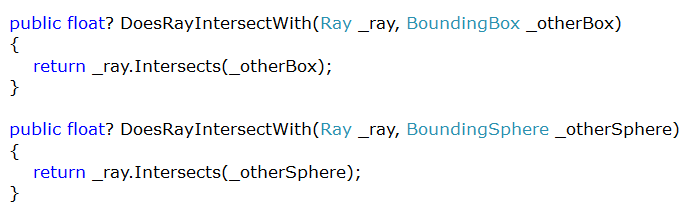 public float? DoesRayIntersectWith(Ray _ray, BoundingBox _otherBox)
{
return _ray.Intersects(_otherBox);
}
public float? DoesRayIntersectWith(Ray _ray, BoundingSphere _otherSphere)
{
return _ray.Intersects(_otherSphere);
}